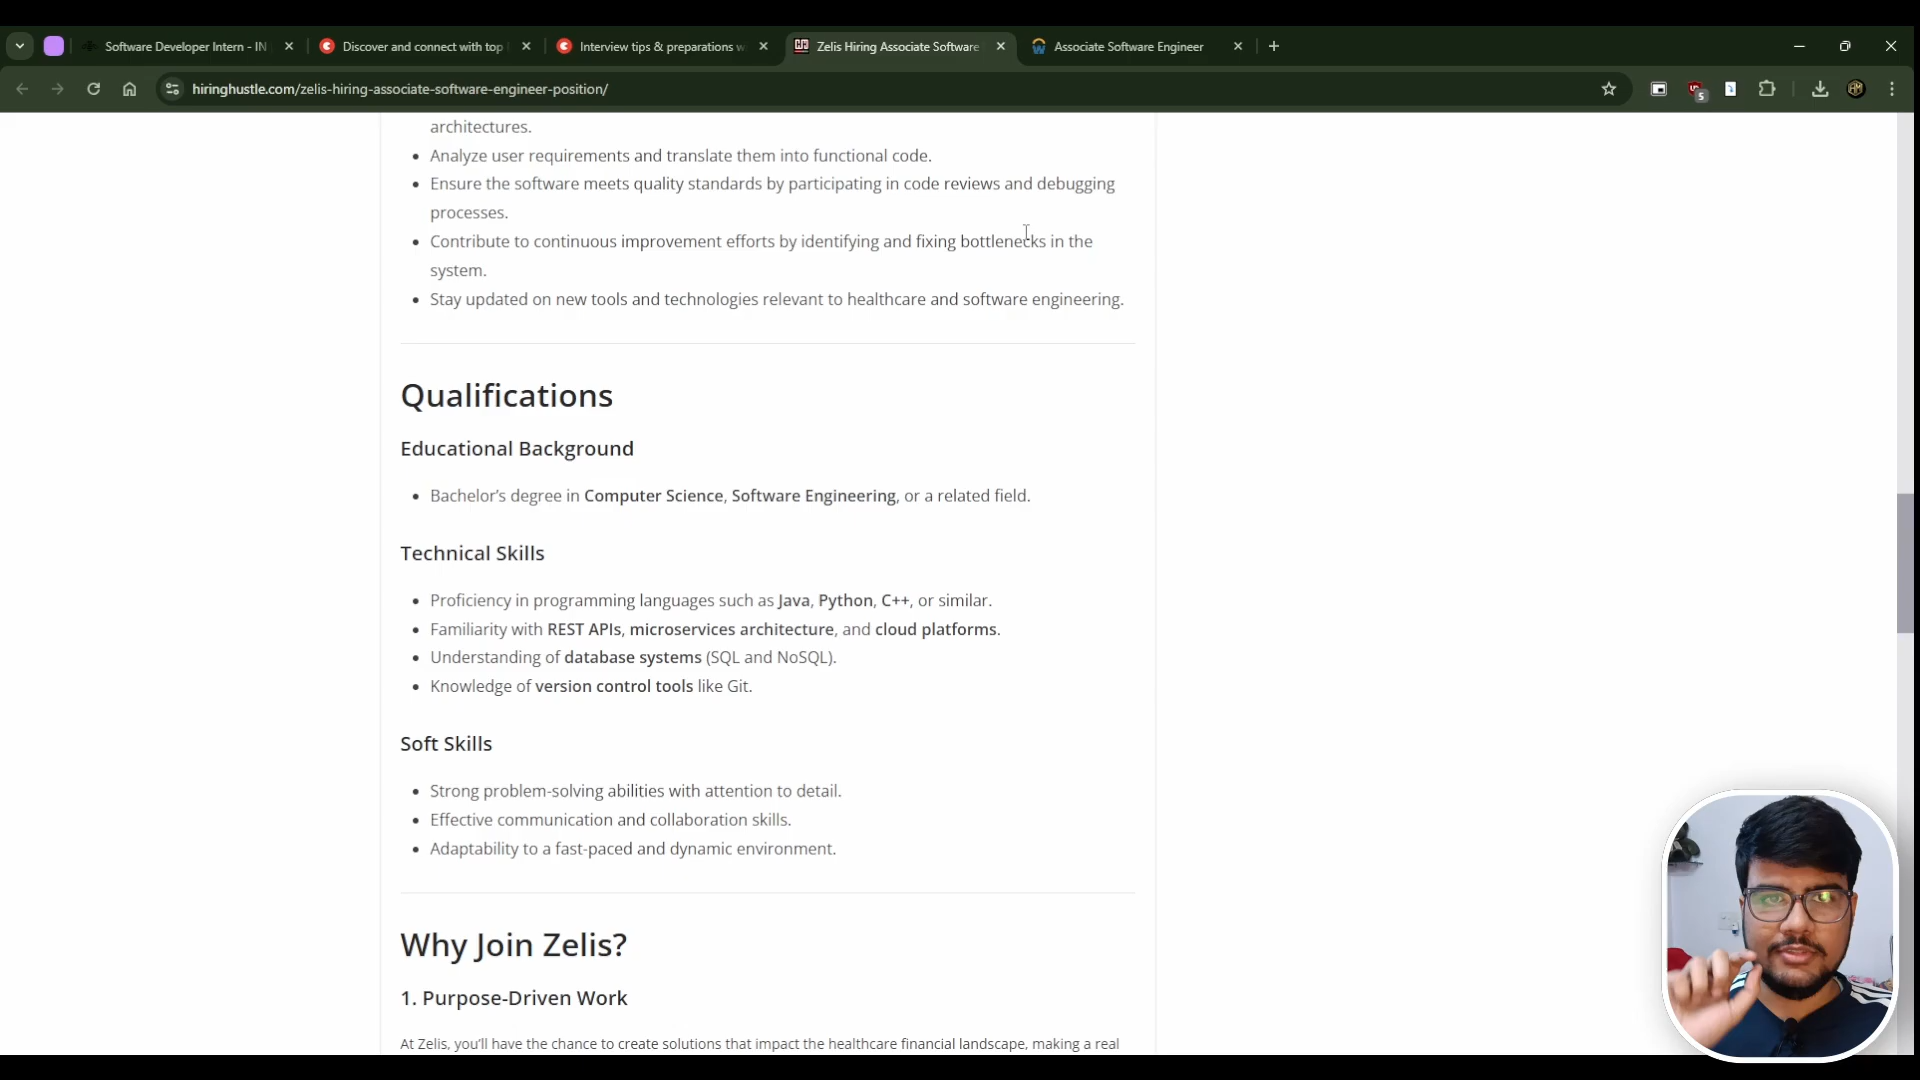 Software Developer Intern - IN
Discover and connect with top
Interview tips & preparations w
Zelis Hiring Associate Software
Associate Software Engineer
hiringhustle.com/zelis-hiring-associate-software-engineer-position/
5
architectures.
Analyze user requirements and translate them into functional code.
Ensure the software meets quality standards by participating in code reviews and debugging
processes.
Contribute to continuous improvement efforts by identifying and fixing bottlenecks in the
system.
Stay updated on new tools and technologies relevant to healthcare and software engineering.
Qualifications
Educational Background
Bachelor’s degree in Computer Science, Software Engineering, or a related field.
Technical Skills
Proficiency in programming languages such as Java, Python, C++, or similar.
Familiarity with REST APIs, microservices architecture, and cloud platforms.
Understanding of database systems (SQL and NoSQL).
Knowledge of version control tools like Git.
Soft Skills
Strong problem-solving abilities with attention to detail.
Effective communication and collaboration skills.
Adaptability to a fast-paced and dynamic environment.
Why Join Zelis?
1. Purpose-Driven Work
At Zelis, you’ll have the chance to create solutions that impact the healthcare financial landscape, making a real